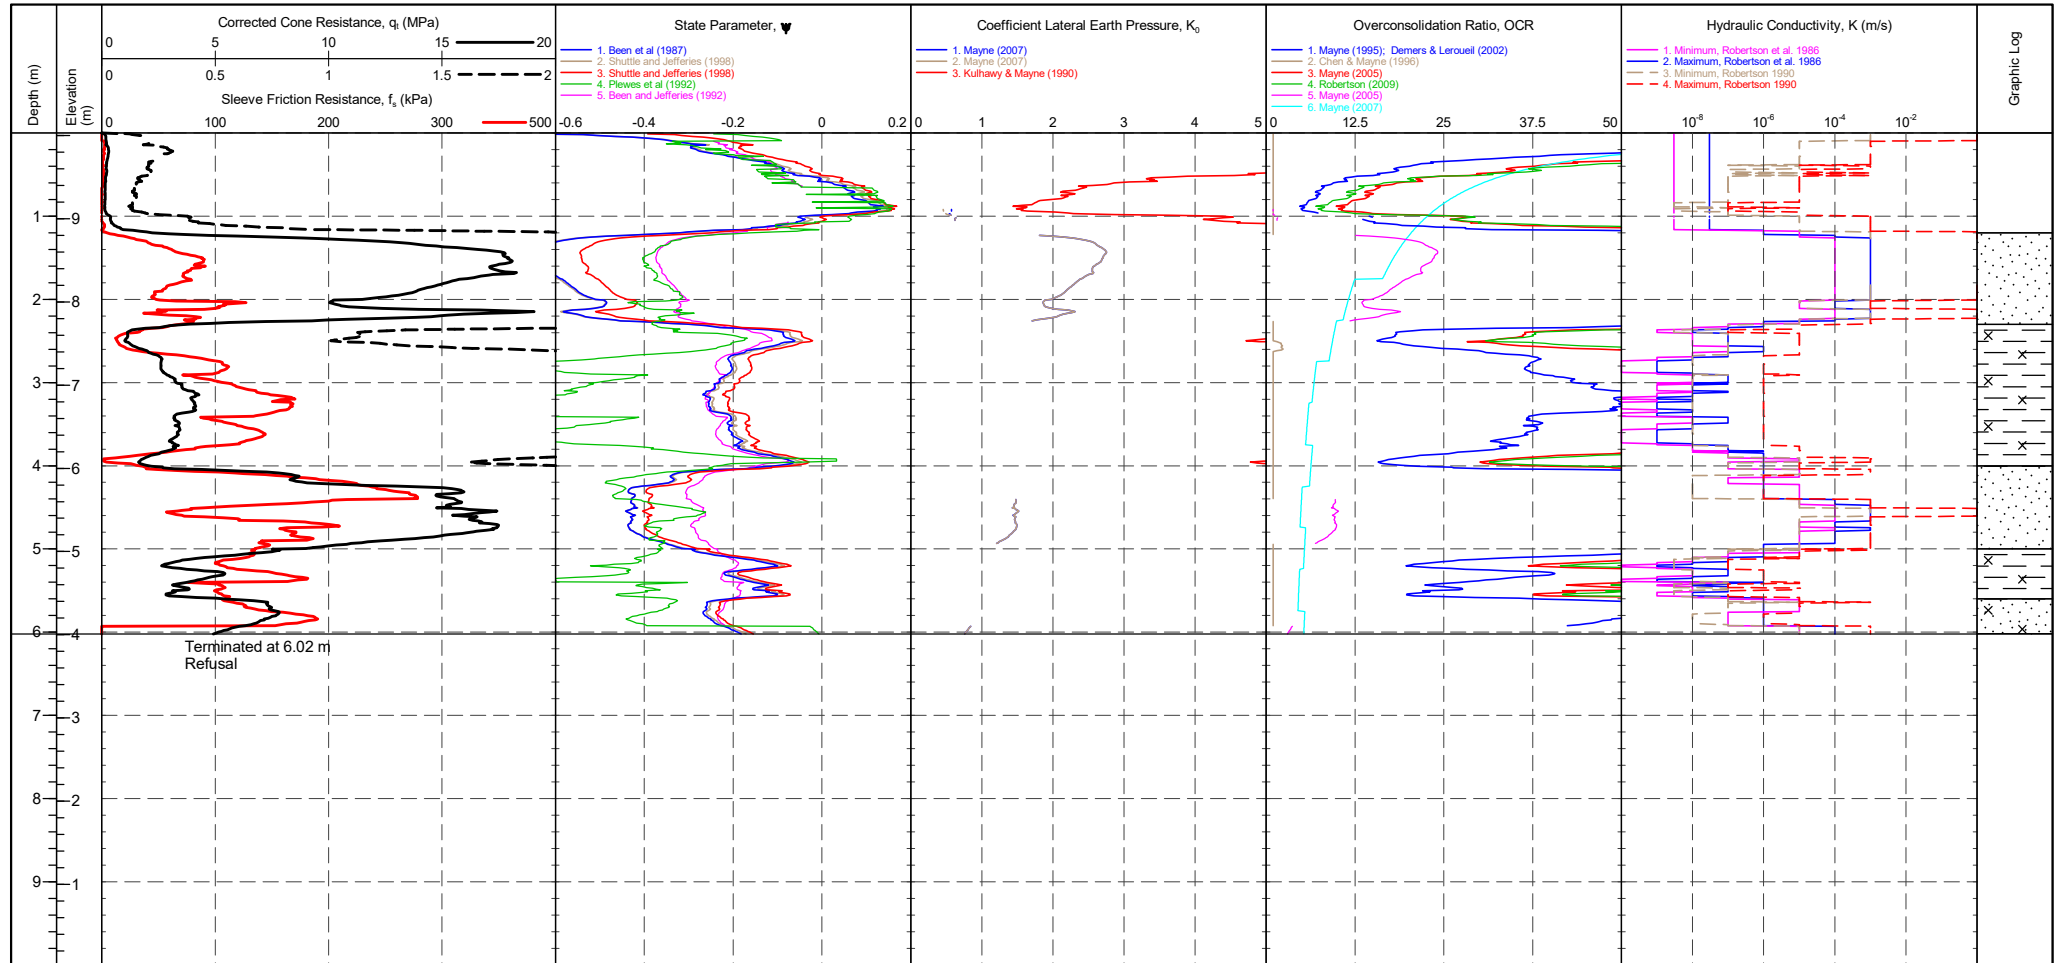 Depth (m)
Elevation (m)
Corrected Cone Resistance, qt (MPa)
0 5 10 15 20
0 0.5 1 1.5 2
Sleeve Friction Resistance, fs (kPa)
100 200 300 500
State Parameter, ψ
1. Been et al (1987)
2. Shuttle and Jefferies (1998)
3. Shuttle and Jefferies (1998)
4. Plewes et al (1992)
5. Been and Jefferies (1992)
-0.6 -0.4 -0.2 0 0.2
Coefficient Lateral Earth Pressure, K0
1. Mayne (2007)
2. Mayne (2007)
3. Kulhawy & Mayne (1990)
0 1 2 3 4 5
Overconsolidation Ratio, OCR
1. Mayne (1995); Demers & Leroueil (2002)
2. Chen & Mayne (1996)
3. Mayne (2005)
4. Robertson (2009)
5. Mayne (2005)
6. Mayne (2007)
0 12.5 25 37.5 50
Hydraulic Conductivity, K (m/s)
1. Minimum, Robertson et al. 1986
2. Maximum, Robertson et al. 1986
3. Minimum, Robertson 1990
4. Maximum, Robertson 1990
10-8 10-6 10-4 10-2
Graphic Log
1 9
2 8
3 7
4 6
5 5
6 4
Terminated at 6.02 m
Refusal
7 3
8 2
9 1